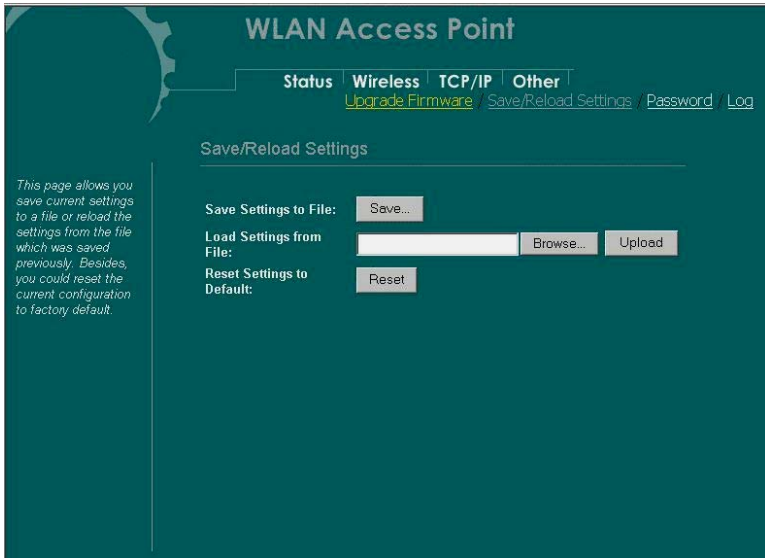 WLAN Access Point
Status Wireless TCP/IP Other
Upgrade Firmware / Save/Reload Settings / Password / Log
Save/Reload Settings
This page allows you
save current settings
to a file or reload the
settings from the file
which was saved
previously. Besides,
you could reset the
current configuration
to factory default.
Save Settings to File: Save...
Load Settings from
File: Browse... Upload
Reset Settings to
Default: Reset